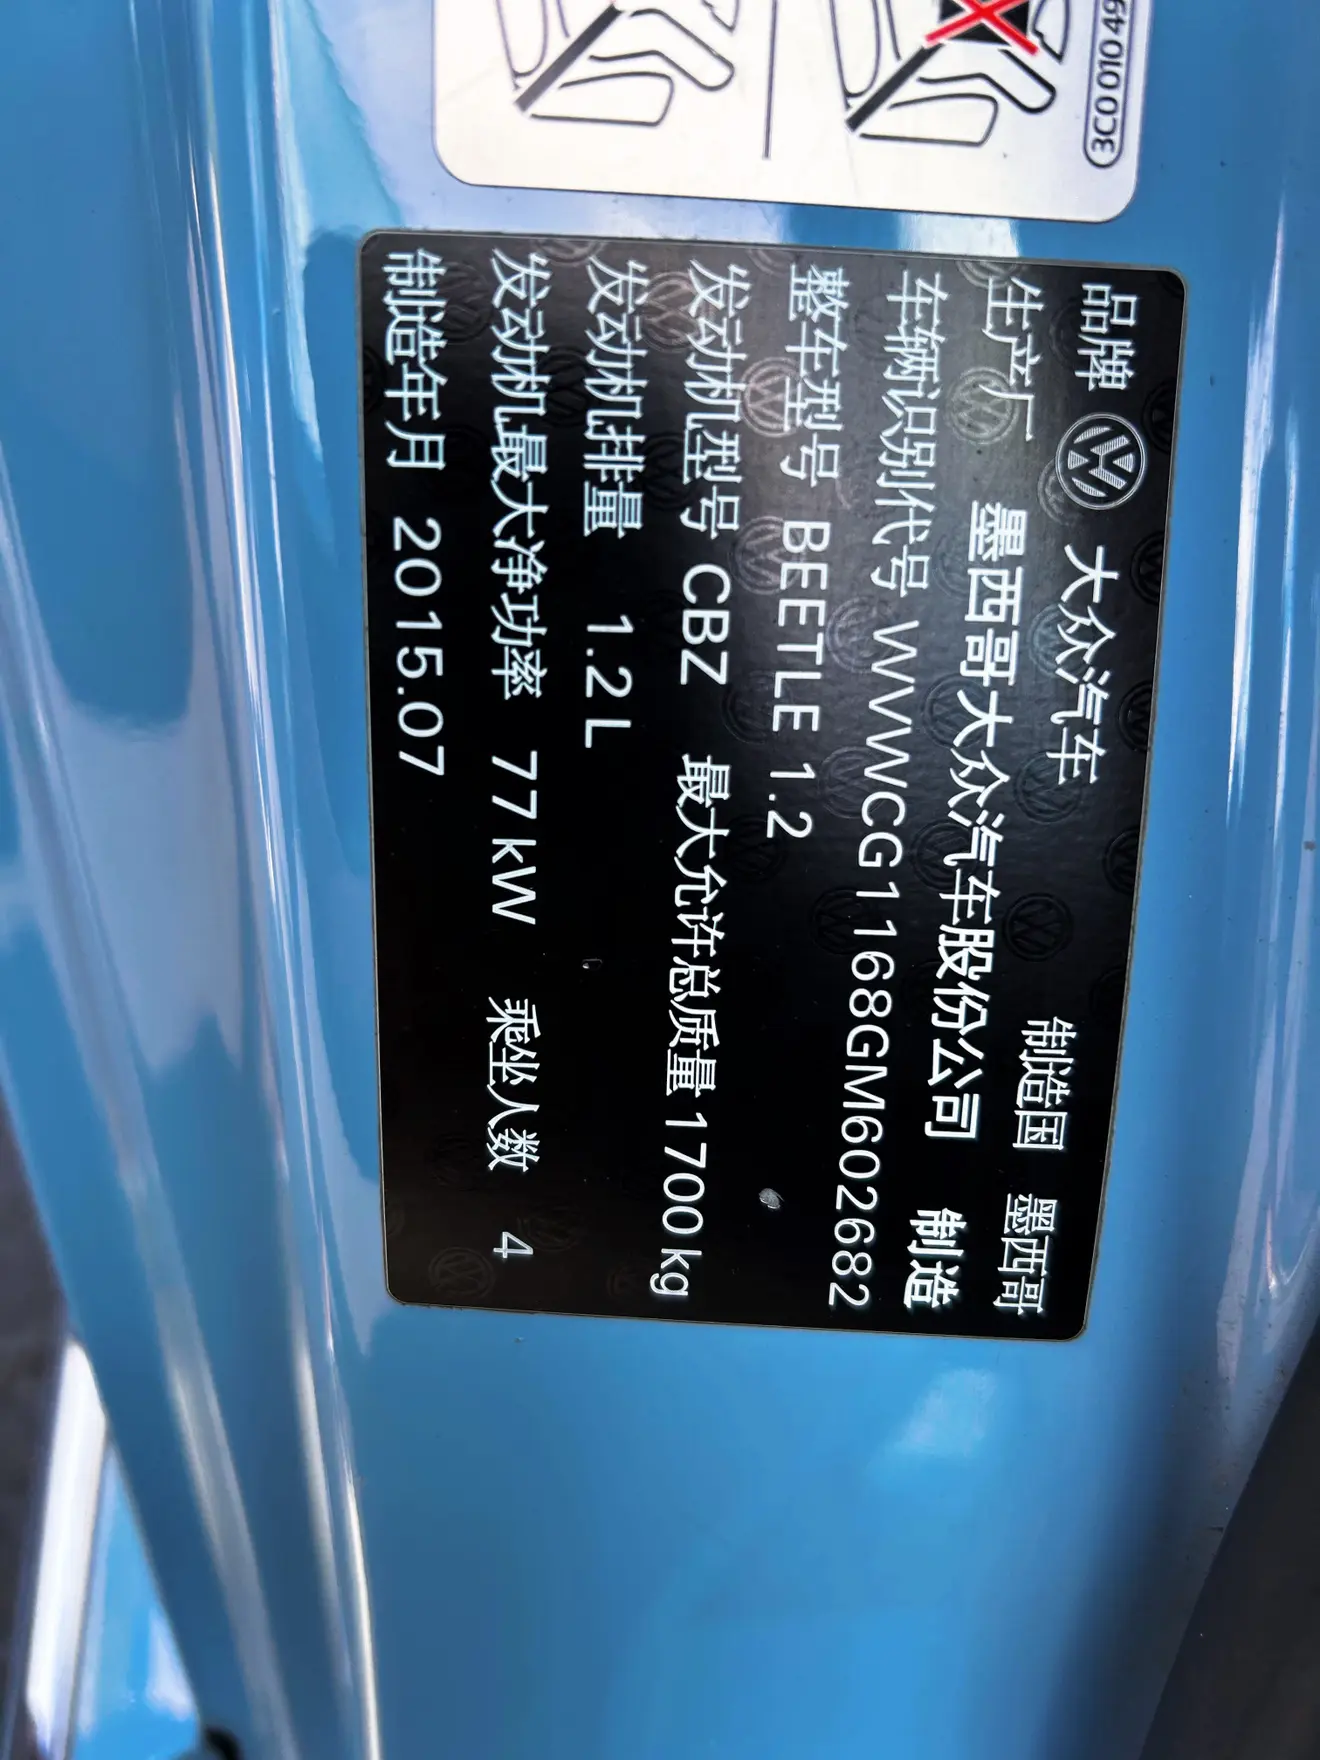 3C0 010 49
品牌 大众汽车 制造国 墨西哥
生产厂 墨西哥大众汽车股份公司 制造
车辆识别代号 WVWCG1168GM602682
整车型号 BEETLE 1.2
发动机型号 CBZ 最大允许总质量 1700 kg
发动机排量 1.2 L
发动机最大净功率 77 kW 乘坐人数 4
制造年月 2015.07